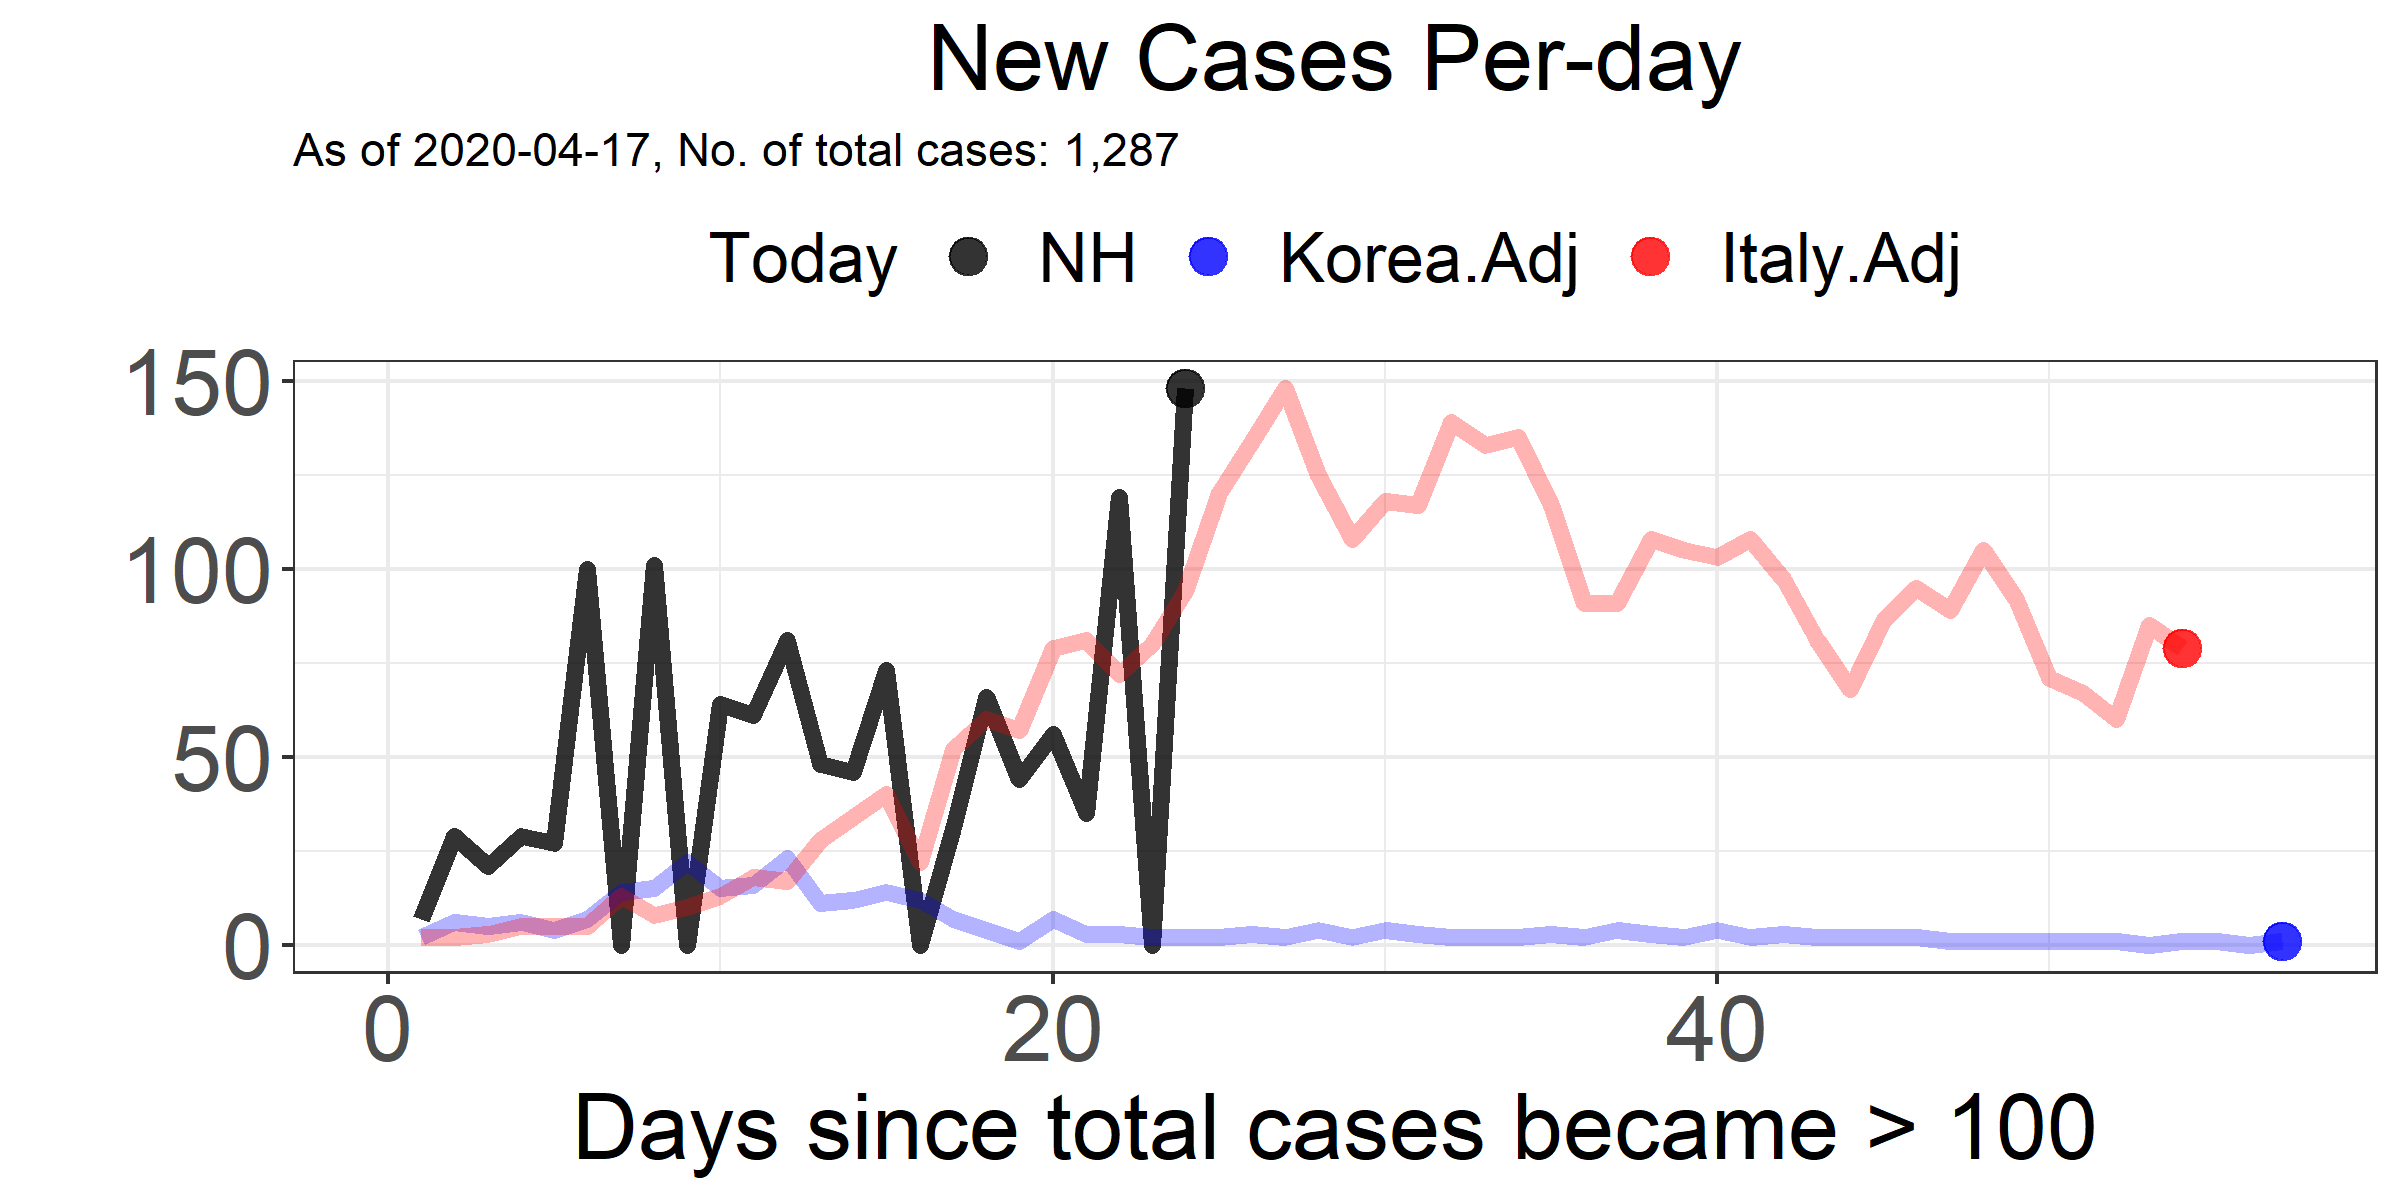 New Cases Per-day
As of 2020-04-17, No. of total cases: 1,287
Today NH Korea.Adj Italy.Adj
150
100
50
0
0 20 40
Days since total cases became > 100